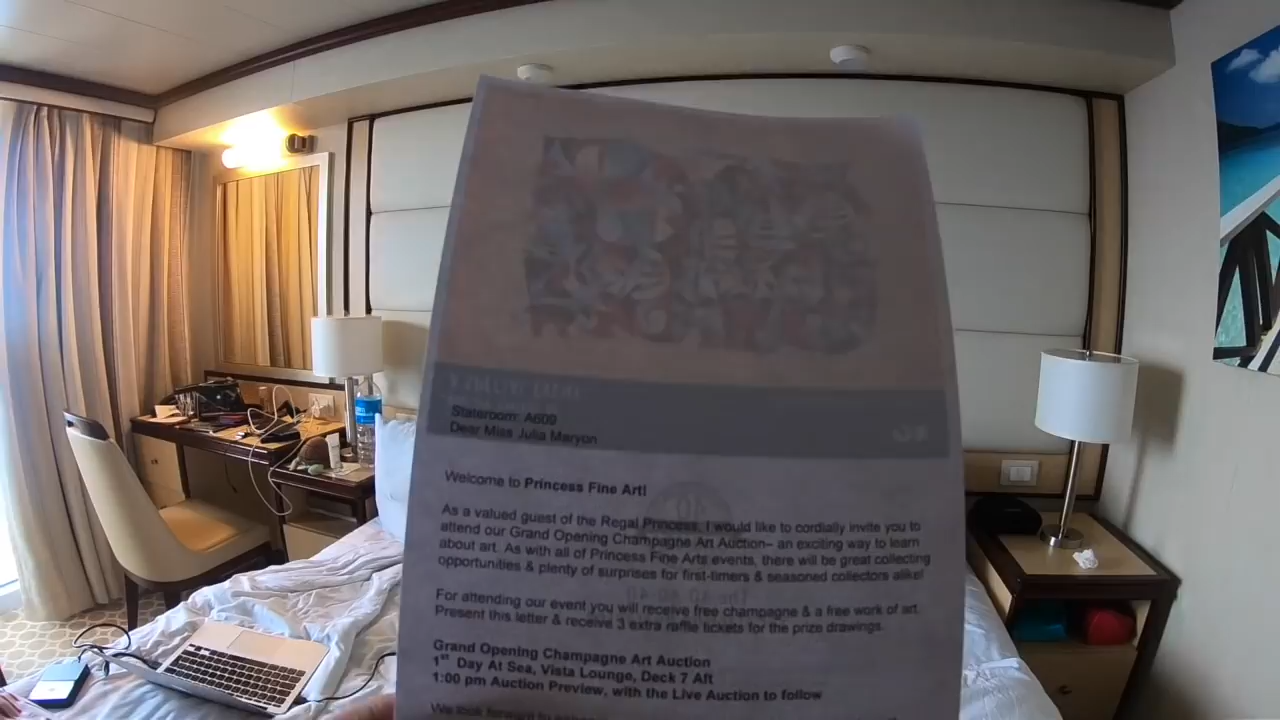 Stateroom: A609
Dear Miss Julia Maryon
Welcome to Princess Fine Art!
As a valued guest of the Regal Princess, I would like to cordially invite you to
attend our Grand Opening Champagne Art Auction– an exciting way to learn
about art. As with all of Princess Fine Arts events, there will be great collecting
opportunities & plenty of surprises for first-timers & seasoned collectors alike!
For attending our event you will receive free champagne & a free work of art.
Present this letter & receive 3 extra raffle tickets for the prize drawings.
Grand Opening Champagne Art Auction
1st Day At Sea, Vista Lounge, Deck 7 Aft
1:00 pm Auction Preview, with the Live Auction to follow
We look forward to